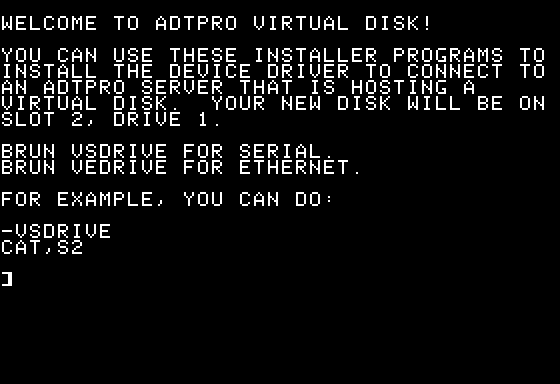 WELCOME TO ADTPRO VIRTUAL DISK!
YOU CAN USE THESE INSTALLER PROGRAMS TO
INSTALL THE DEVICE DRIVER TO CONNECT TO
AN ADTPRO SERVER THAT IS HOSTING A
VIRTUAL DISK.  YOUR NEW DISK WILL BE ON
SLOT 2, DRIVE 1.
BRUN VSDRIVE FOR SERIAL.
BRUN VEDRIVE FOR ETHERNET.
FOR EXAMPLE, YOU CAN DO:
-VSDRIVE
CAT,S2
]